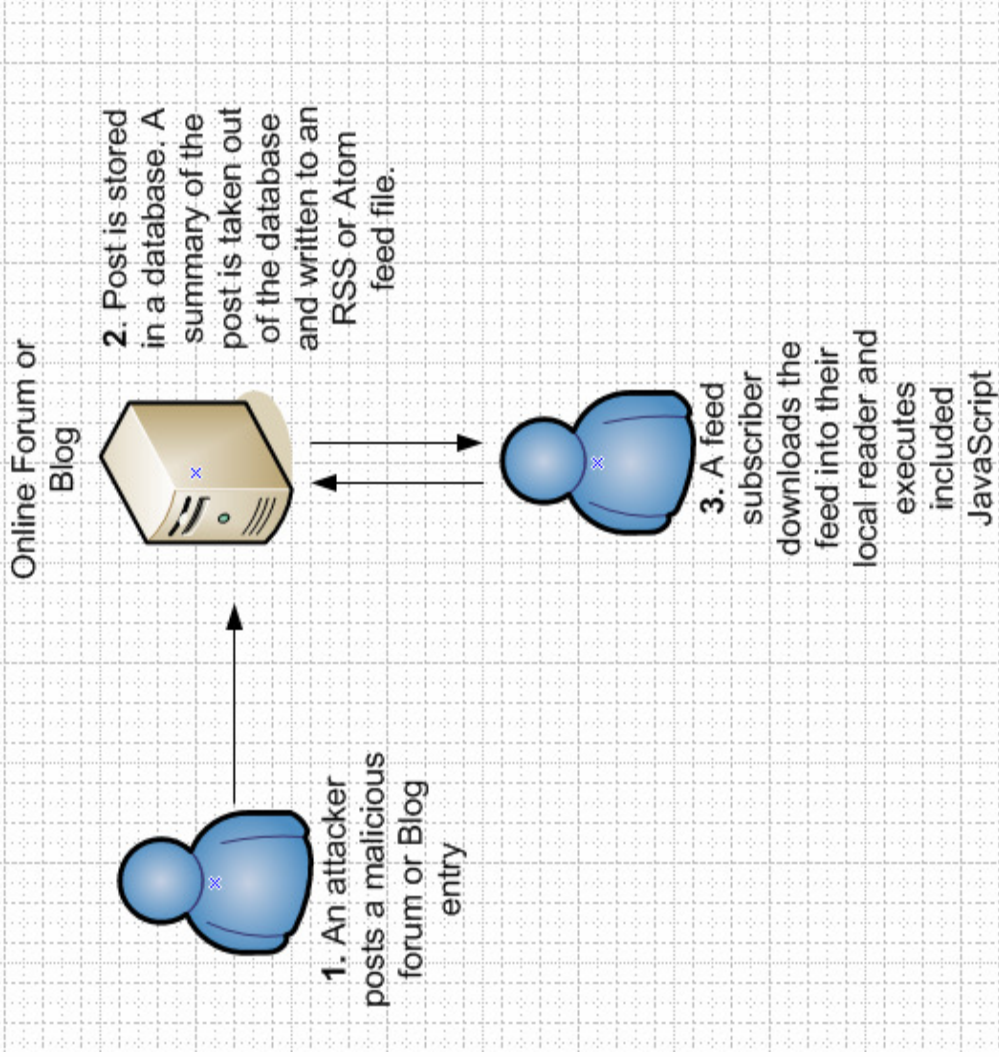 Online Forum or
Blog
1. An attacker
posts a malicious
forum or Blog
entry
2. Post is stored
in a database. A
summary of the
post is taken out
of the database
and written to an
RSS or Atom
feed file.
3. A feed
subscriber
downloads the
feed into their
local reader and
executes
included
JavaScript